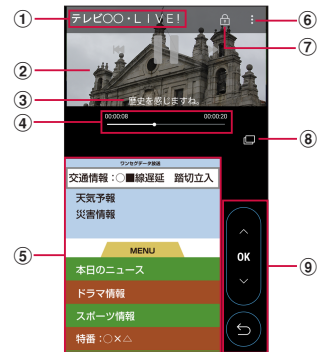 ① テレビ○○・LIVE! ⑥
⑦
②
③ 歴史を感じますね。
④ 00:00:08 00:00:20
⑧
ワンセグデータ放送
交通情報：○■線遅延 踏切立入
天気予報
災害情報
⑤ MENU OK ⑨
本日のニュース
ドラマ情報
スポーツ情報
特番：○×△